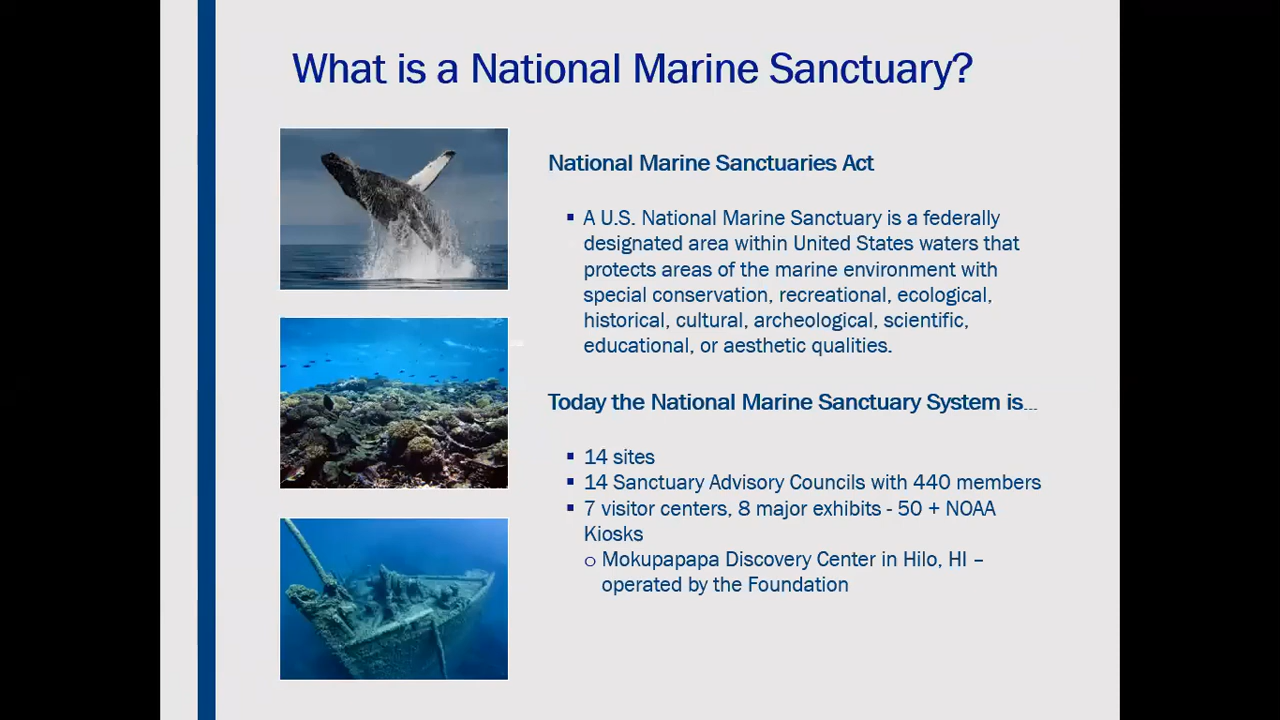 What is a National Marine Sanctuary?
National Marine Sanctuaries Act
▪ A U.S. National Marine Sanctuary is a federally
designated area within United States waters that
protects areas of the marine environment with
special conservation, recreational, ecological,
historical, cultural, archeological, scientific,
educational, or aesthetic qualities.
Today the National Marine Sanctuary System is...
▪ 14 sites
▪ 14 Sanctuary Advisory Councils with 440 members
▪ 7 visitor centers, 8 major exhibits - 50 + NOAA
Kiosks
o Mokupapapa Discovery Center in Hilo, HI –
operated by the Foundation